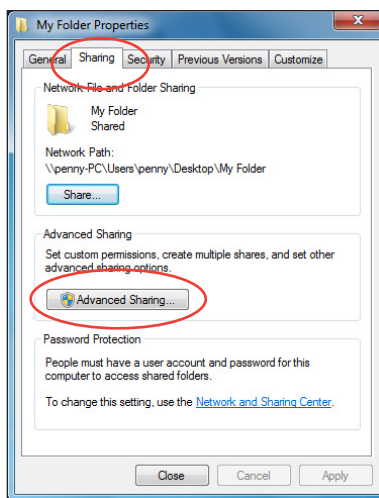 My Folder Properties
General Sharing Security Previous Versions Customize
Network File and Folder Sharing
My Folder
Shared
Network Path:
\\penny-PC\Users\penny\Desktop\My Folder
Share...
Advanced Sharing
Set custom permissions, create multiple shares, and set other
advanced sharing options.
Advanced Sharing...
Password Protection
People must have a user account and password for this
computer to access shared folders.
To change this setting, use the Network and Sharing Center.
Close Cancel Apply